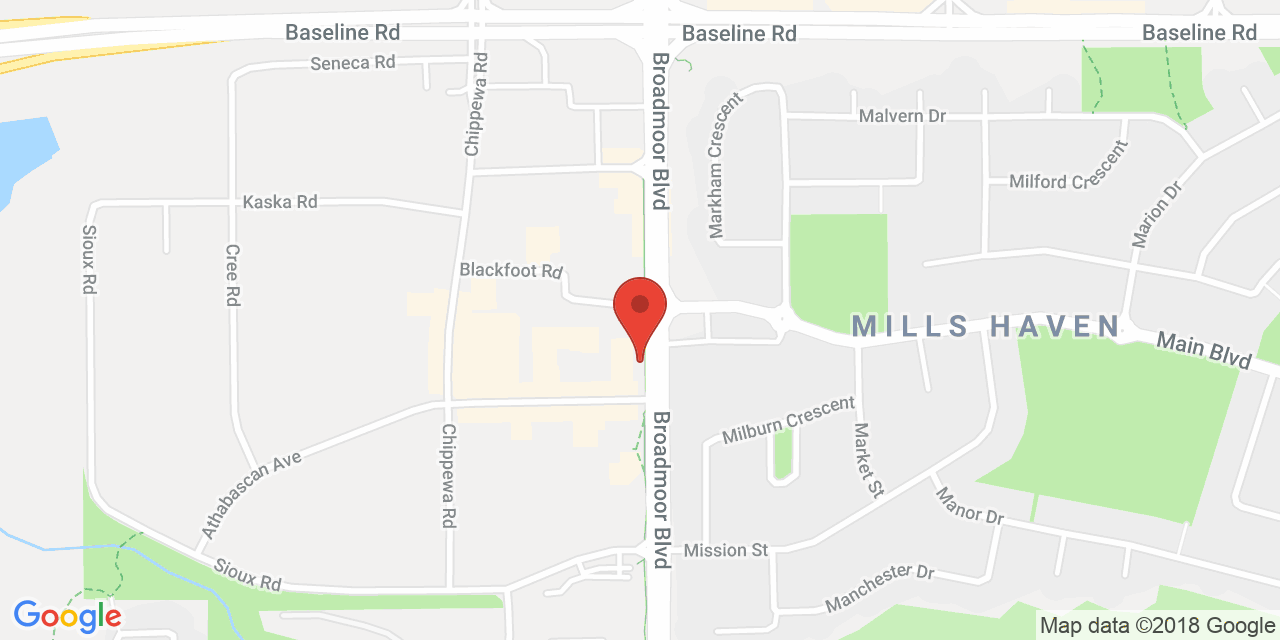 Baseline Rd
Baseline Rd
Baseline Rd
Seneca Rd
Chippewa Rd
Broadmoor Blvd
Markham Crescent
Malvern Dr
Milford Crescent
Marion Dr
Kaska Rd
Sioux Rd
Cree Rd
Blackfoot Rd
MILLS HAVEN
Main Blvd
Milburn Crescent
Market St
Broadmoor Blvd
Chippewa Rd
Athabascan Ave
Manor Dr
Mission St
Sioux Rd
Manchester Dr
Google
Map data ©2018 Google